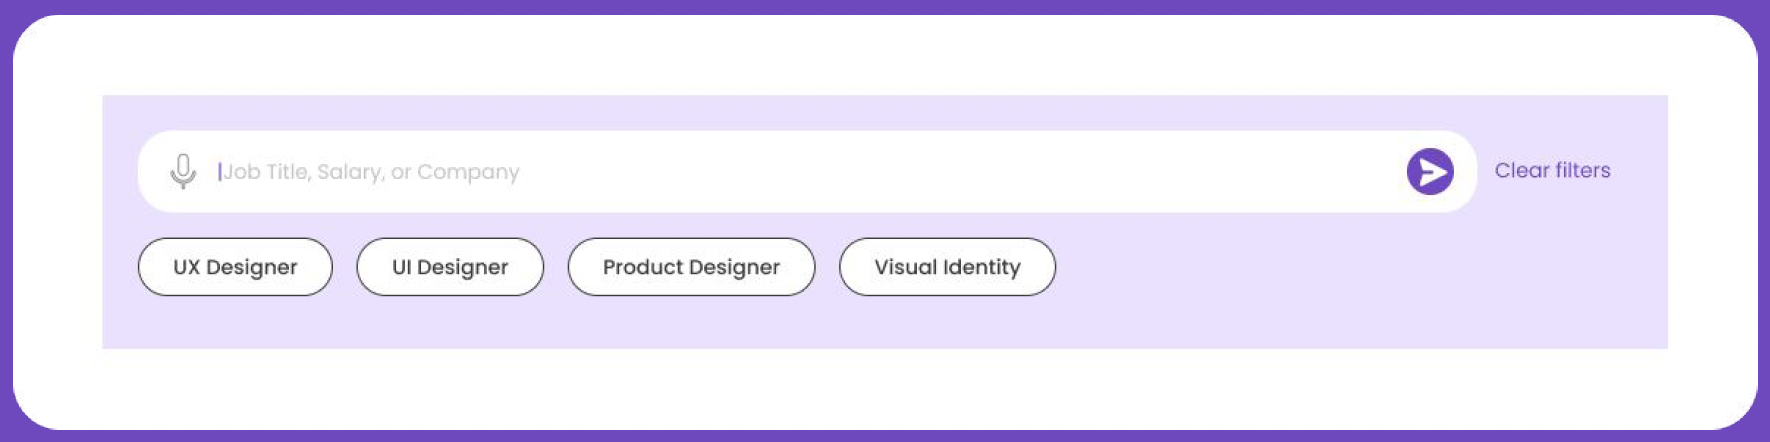 Job Title, Salary, or Company
Clear filters
UX Designer
UI Designer
Product Designer
Visual Identity